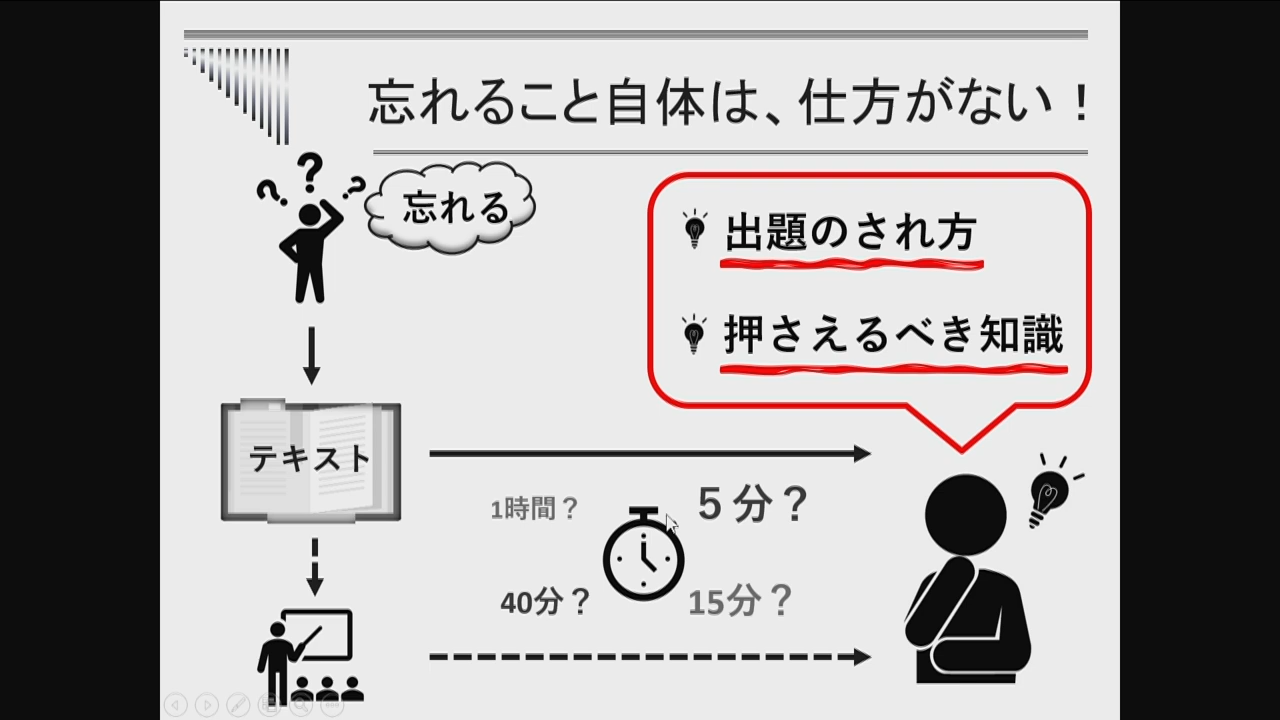 忘れること自体は、仕方がない！
忘れる
出題のされ方
押さえるべき知識
テキスト
1時間？
５分？
40分？
15分？